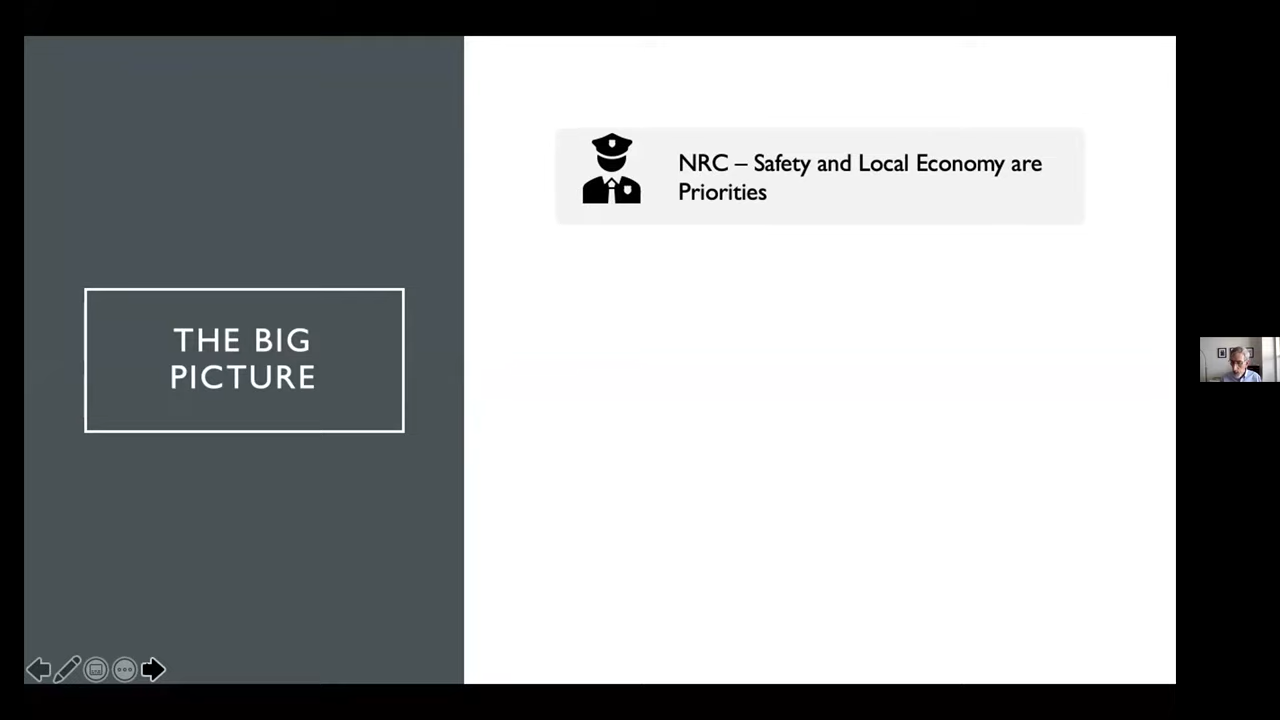 THE BIG
PICTURE
NRC – Safety and Local Economy are
Priorities